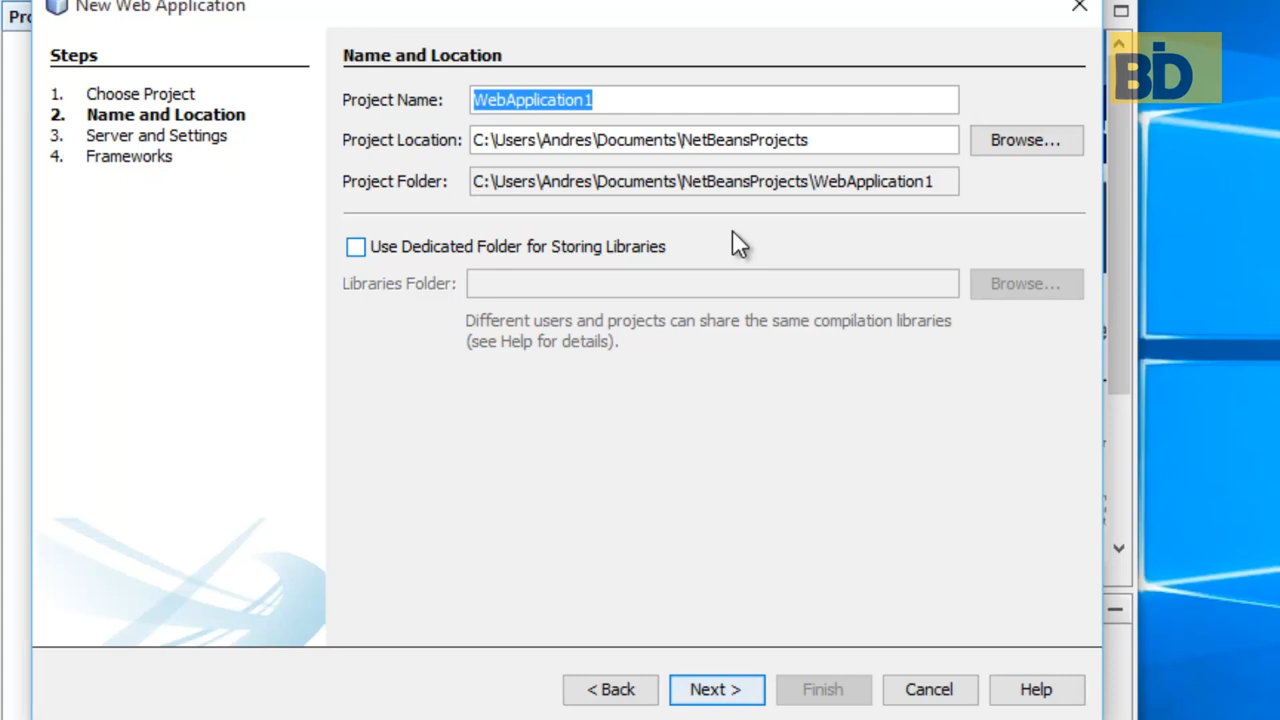 Pro
New Web Application
BD
Steps
1. Choose Project
2. Name and Location
3. Server and Settings
4. Frameworks
Name and Location
Project Name: WebApplication1
Project Location: C:\Users\Andres\Documents\NetBeansProjects Browse...
Project Folder: C:\Users\Andres\Documents\NetBeansProjects\WebApplication1
Use Dedicated Folder for Storing Libraries
Libraries Folder: Browse...
Different users and projects can share the same compilation libraries
(see Help for details).
< Back Next > Finish Cancel Help